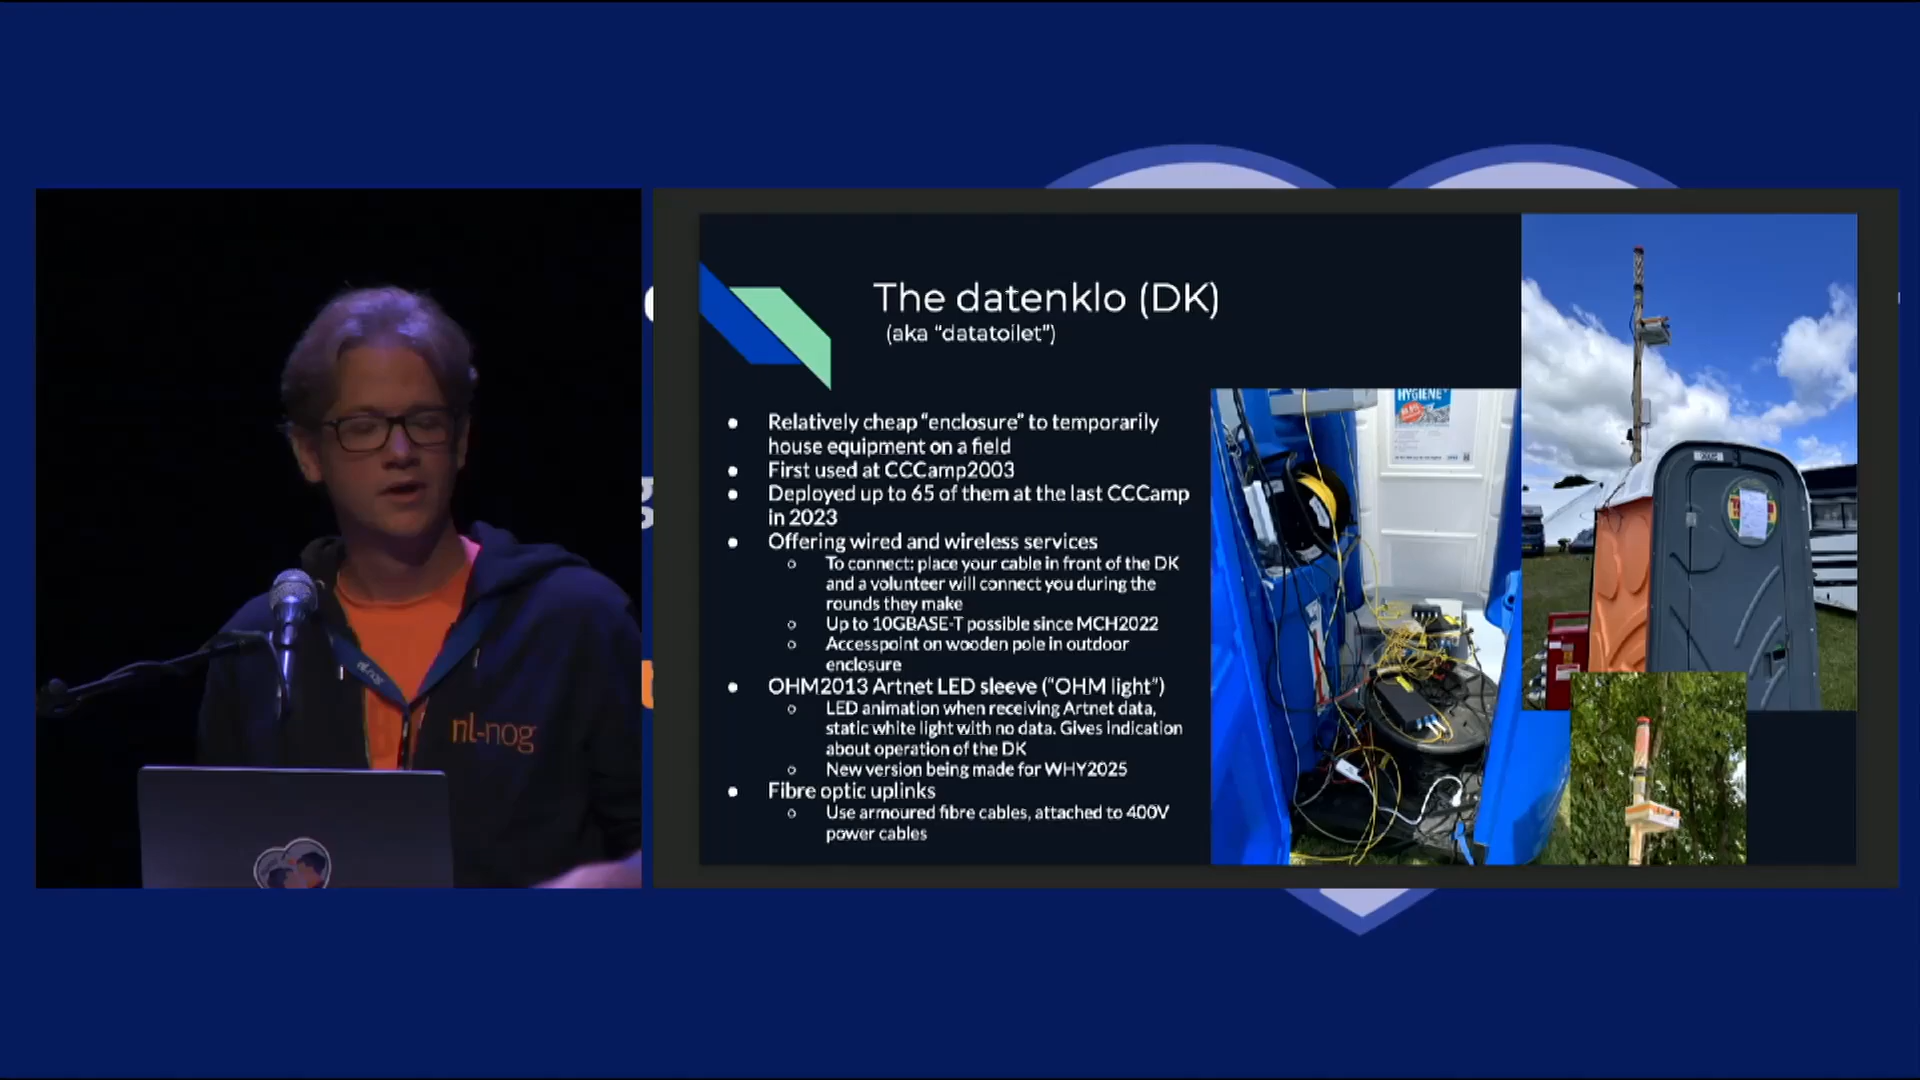 The datenklo (DK)
(aka “datatoilet”)
● Relatively cheap “enclosure” to temporarily
house equipment on a field
● First used at CCCamp2003
● Deployed up to 65 of them at the last CCCamp
in 2023
● Offering wired and wireless services
○ To connect: place your cable in front of the DK
and a volunteer will connect you during the
rounds they make
○ Up to 10GBASE-T possible since MCH2022
○ Accesspoint on wooden pole in outdoor
enclosure
● OHM2013 Artnet LED sleeve (“OHM light”)
○ LED animation when receiving Artnet data,
static white light with no data. Gives indication
about operation of the DK
○ New version being made for WHY2025
● Fibre optic uplinks
○ Use armoured fibre cables, attached to 400V
power cables
HYGIENE
nl-nog
nl-nog